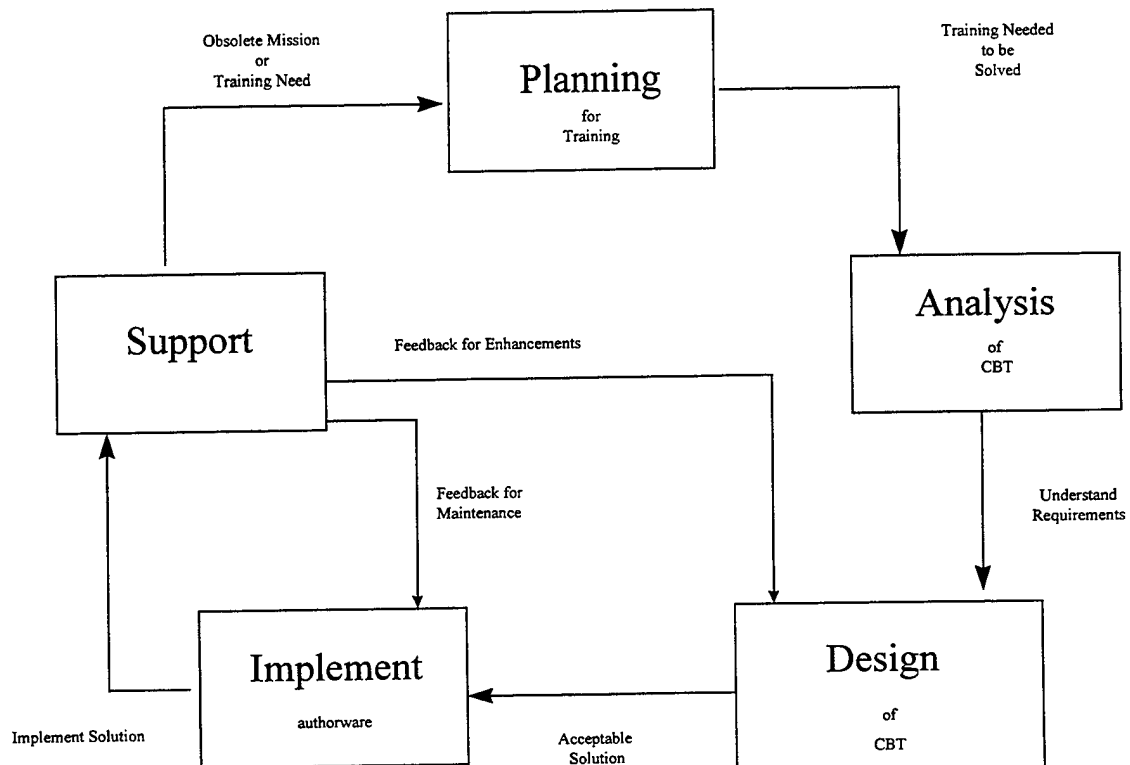 Obsolete Mission
or
Training Need
Planning
for
Training
Training Needed
to be
Solved
Support
Feedback for Enhancements
Analysis
of
CBT
Feedback for
Maintenance
Understand
Requirements
Implement
authorware
Design
of
CBT
Implement Solution
Acceptable
Solution